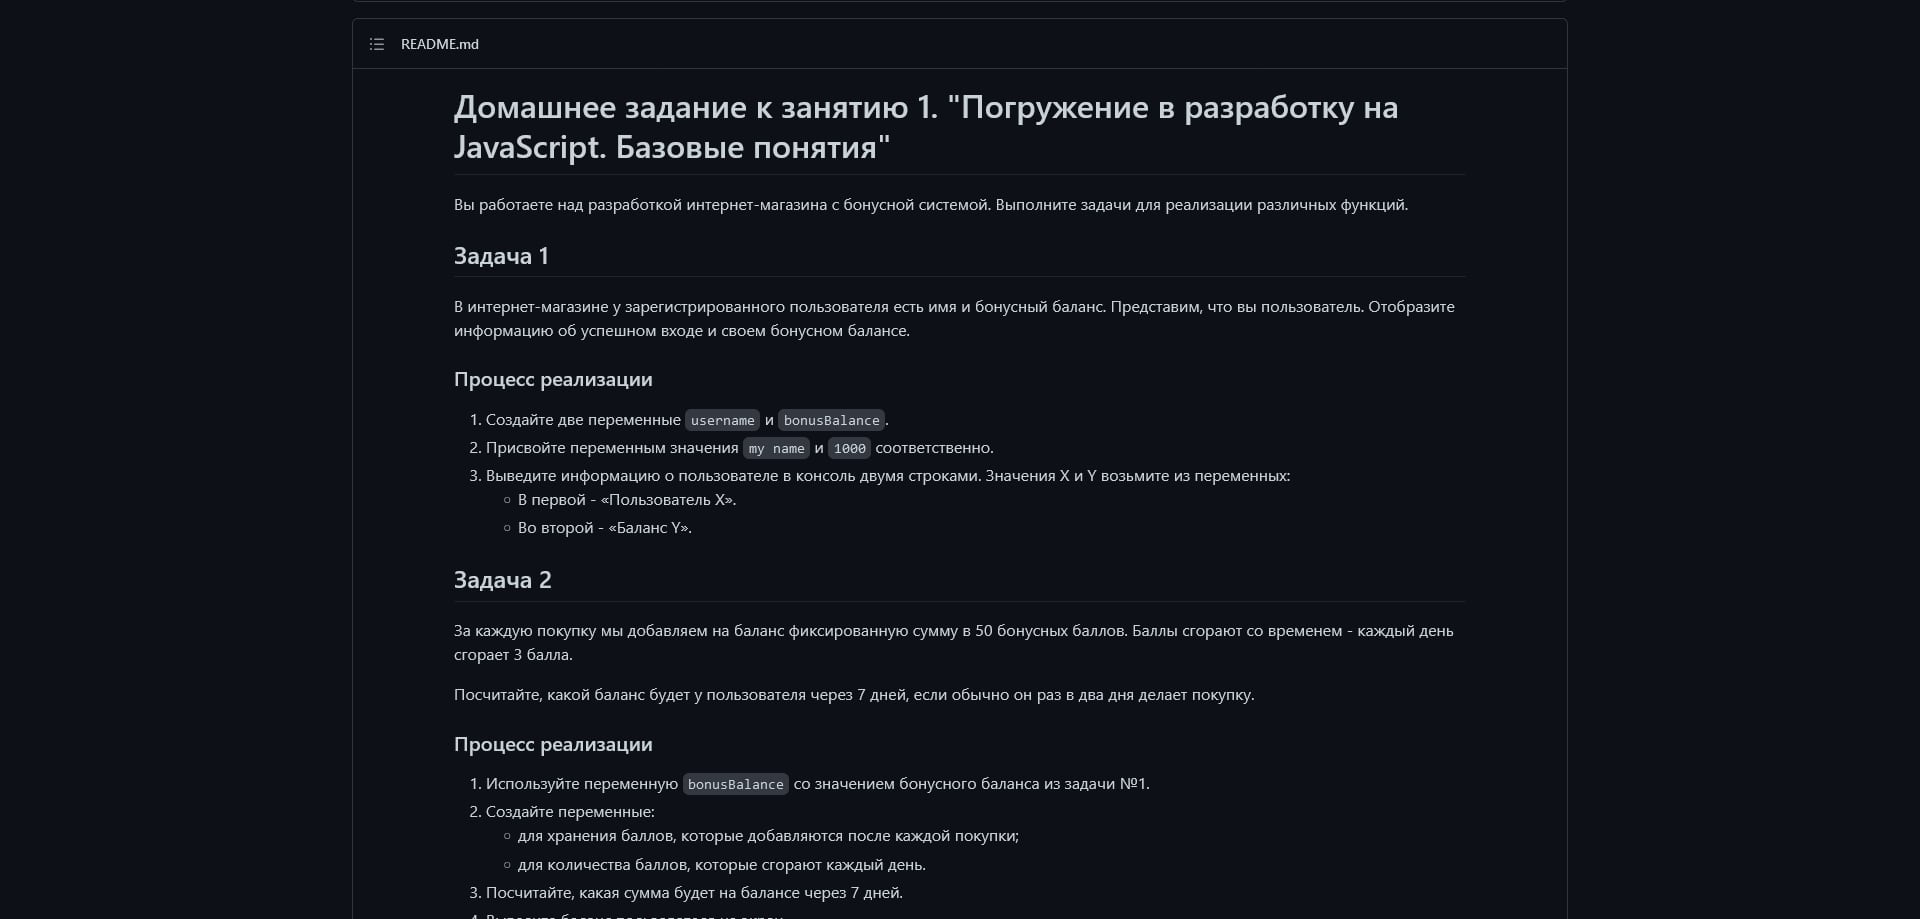 README.md
Домашнее задание к занятию 1. "Погружение в разработку на
JavaScript. Базовые понятия"
Вы работаете над разработкой интернет-магазина с бонусной системой. Выполните задачи для реализации различных функций.
Задача 1
В интернет-магазине у зарегистрированного пользователя есть имя и бонусный баланс. Представим, что вы пользователь. Отобразите
информацию об успешном входе и своем бонусном балансе.
Процесс реализации
1. Создайте две переменные username и bonusBalance.
2. Присвойте переменным значения my name и 1000 соответственно.
3. Выведите информацию о пользователе в консоль двумя строками. Значения X и Y возьмите из переменных:
○ В первой - «Пользователь X».
○ Во второй - «Баланс Y».
Задача 2
За каждую покупку мы добавляем на баланс фиксированную сумму в 50 бонусных баллов. Баллы сгорают со временем - каждый день
сгорает 3 балла.
Посчитайте, какой баланс будет у пользователя через 7 дней, если обычно он раз в два дня делает покупку.
Процесс реализации
1. Используйте переменную bonusBalance со значением бонусного баланса из задачи №1.
2. Создайте переменные:
○ для хранения баллов, которые добавляются после каждой покупки;
○ для количества баллов, которые сгорают каждый день.
3. Посчитайте, какая сумма будет на балансе через 7 дней.